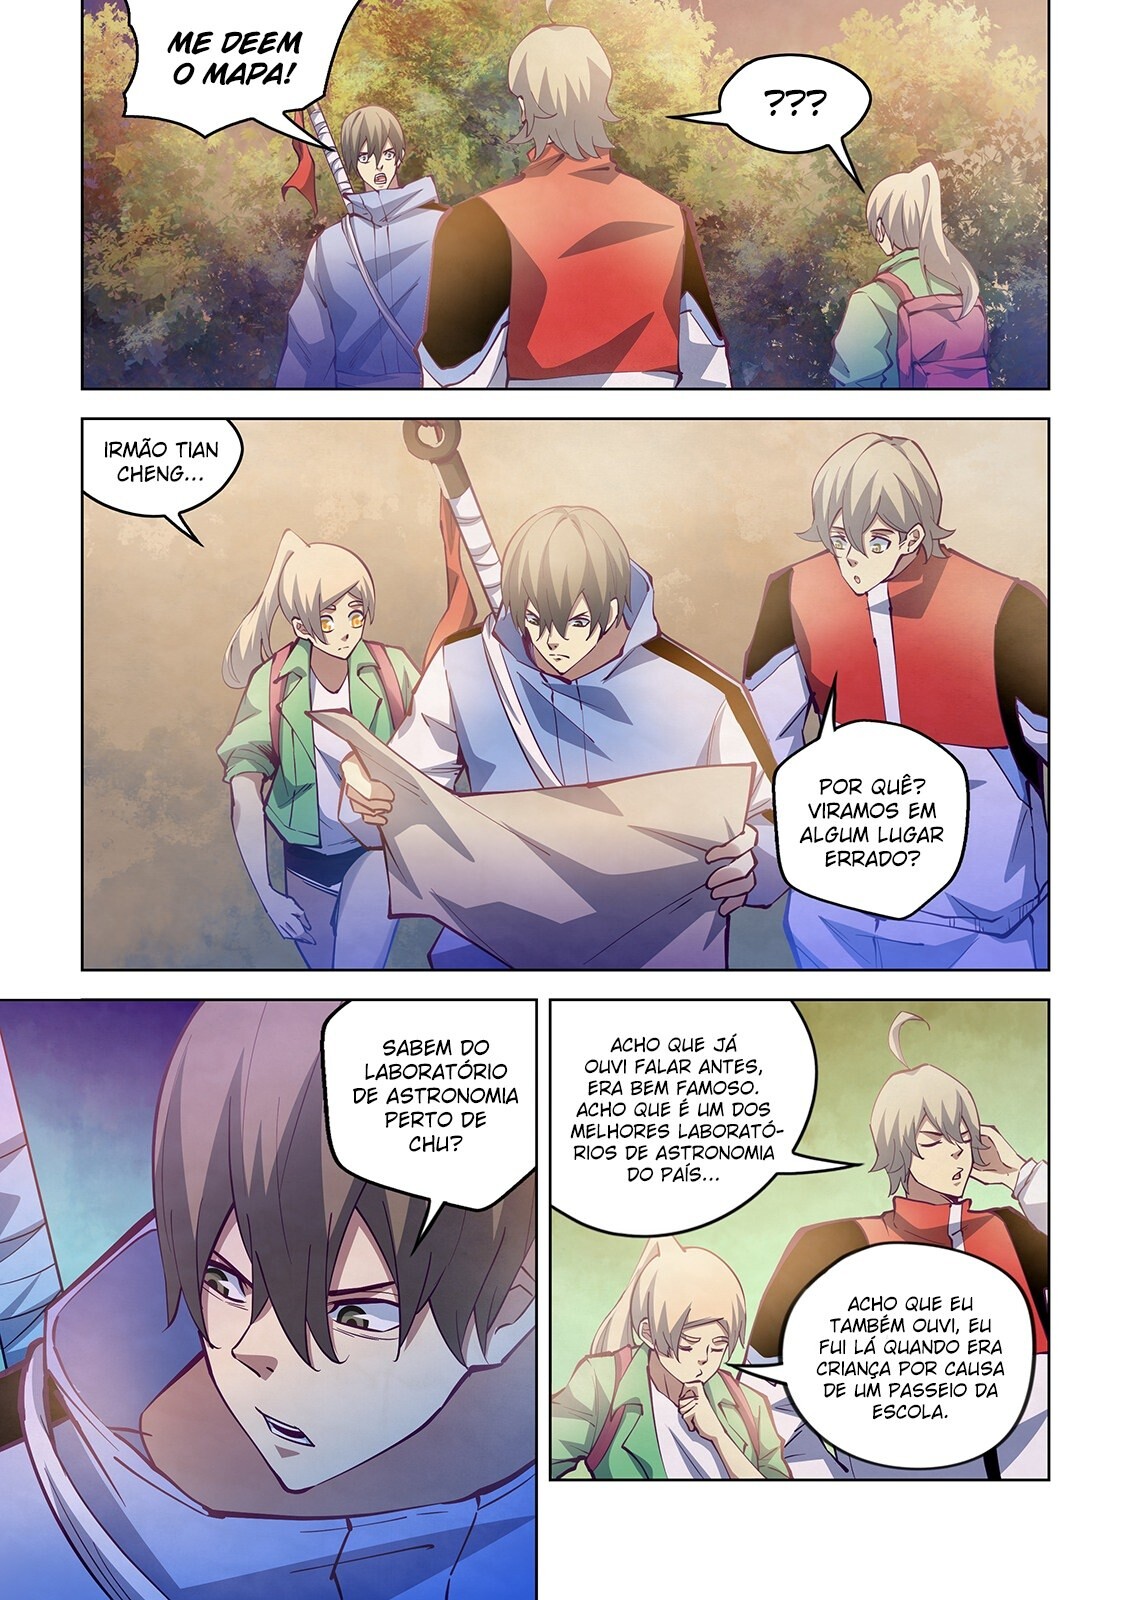 ME DEEM
O MAPA!
???
IRMÃO TIAN
CHENG...
POR QUÊ?
VIRAMOS EM
ALGUM LUGAR
ERRADO?
SABEM DO
LABORATÓRIO
DE ASTRONOMIA
PERTO DE
CHU?
ACHO QUE JÁ
OUVI FALAR ANTES,
ERA BEM FAMOSO.
ACHO QUE É UM DOS
MELHORES LABORATÓ-
RIOS DE ASTRONOMIA
DO PAÍS...
ACHO QUE EU
TAMBÉM OUVI, EU
FUI LÁ QUANDO ERA
CRIANÇA POR CAUSA
DE UM PASSEIO DA
ESCOLA.